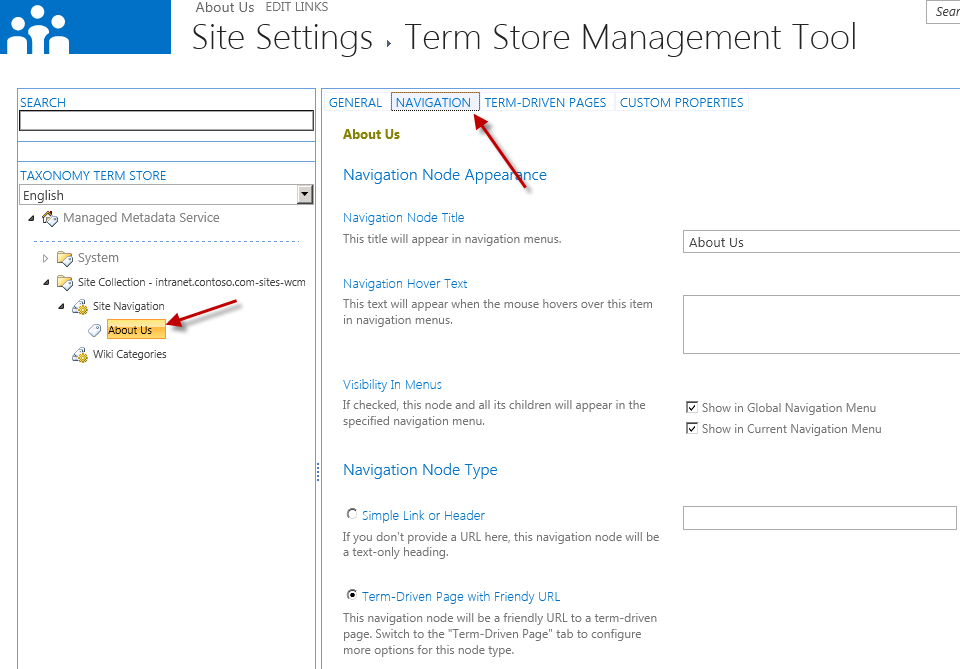 About Us EDIT LINKS
Sear
Site Settings ▸ Term Store Management Tool
SEARCH
TAXONOMY TERM STORE
English
Managed Metadata Service
System
Site Collection - intranet.contoso.com-sites-wcm
Site Navigation
About Us
Wiki Categories
GENERAL NAVIGATION TERM-DRIVEN PAGES CUSTOM PROPERTIES
About Us
Navigation Node Appearance
Navigation Node Title
This title will appear in navigation menus.
About Us
Navigation Hover Text
This text will appear when the mouse hovers over this item
in navigation menus.
Visibility In Menus
If checked, this node and all its children will appear in the
specified navigation menu.
Show in Global Navigation Menu
Show in Current Navigation Menu
Navigation Node Type
Simple Link or Header
If you don't provide a URL here, this navigation node will be
a text-only heading.
Term-Driven Page with Friendy URL
This navigation node will be a friendly URL to a term-driven
page. Switch to the "Term-Driven Page" tab to configure
more options for this node type.